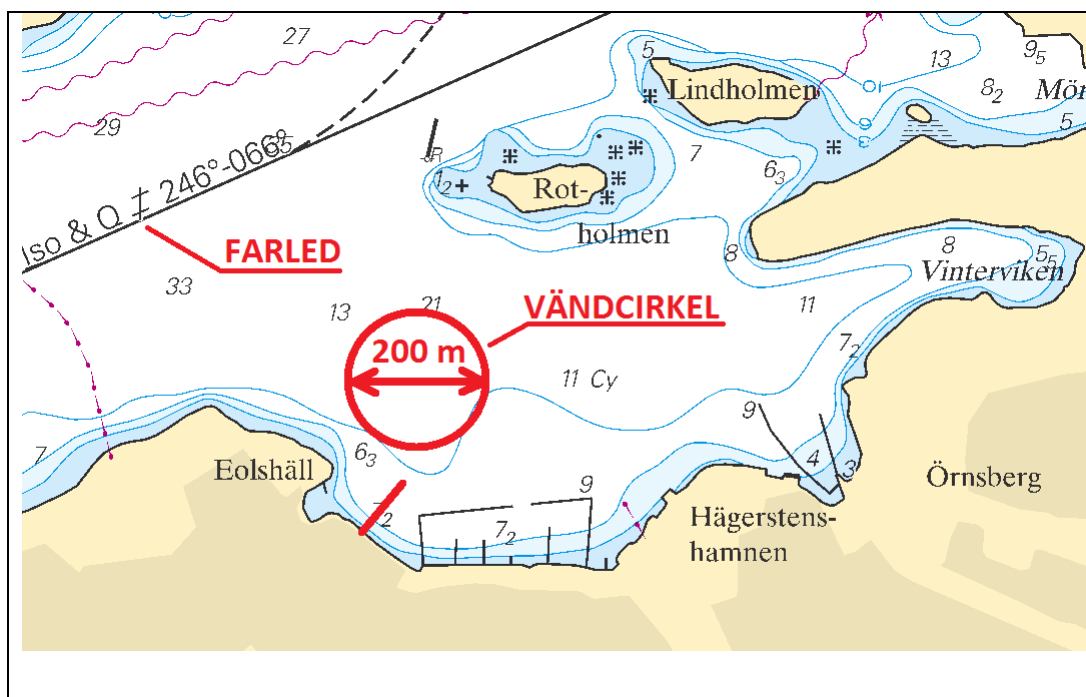 27
5
13
9₅
8₂
Mör
5
Lindholmen
29
35
7
6₃
1₂
Rot-
holmen
Iso & Q ≠ 246°-066°
FARLED
8
8
5₅
Vinterviken
33
13
21
11
VÄNDCIRKEL
200 m
7₂
11 Cy
9
7
6₃
Eolshäll
4
3
Örnsberg
7₂
9
7₂
Hägerstens-
hamnen